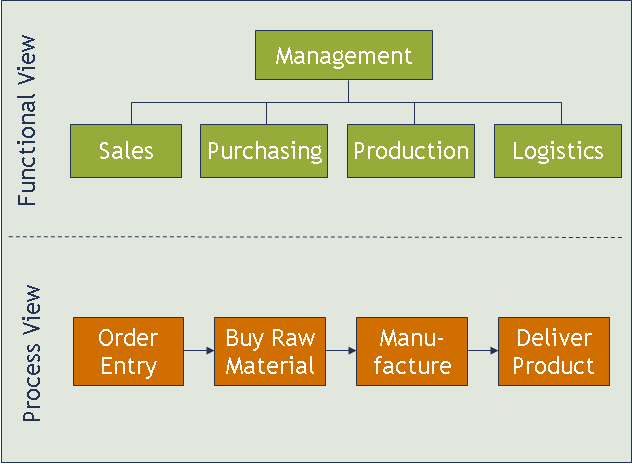 Functional View
Management
Sales
Purchasing
Production
Logistics
Process View
Order
Entry
Buy Raw
Material
Manu-
facture
Deliver
Product